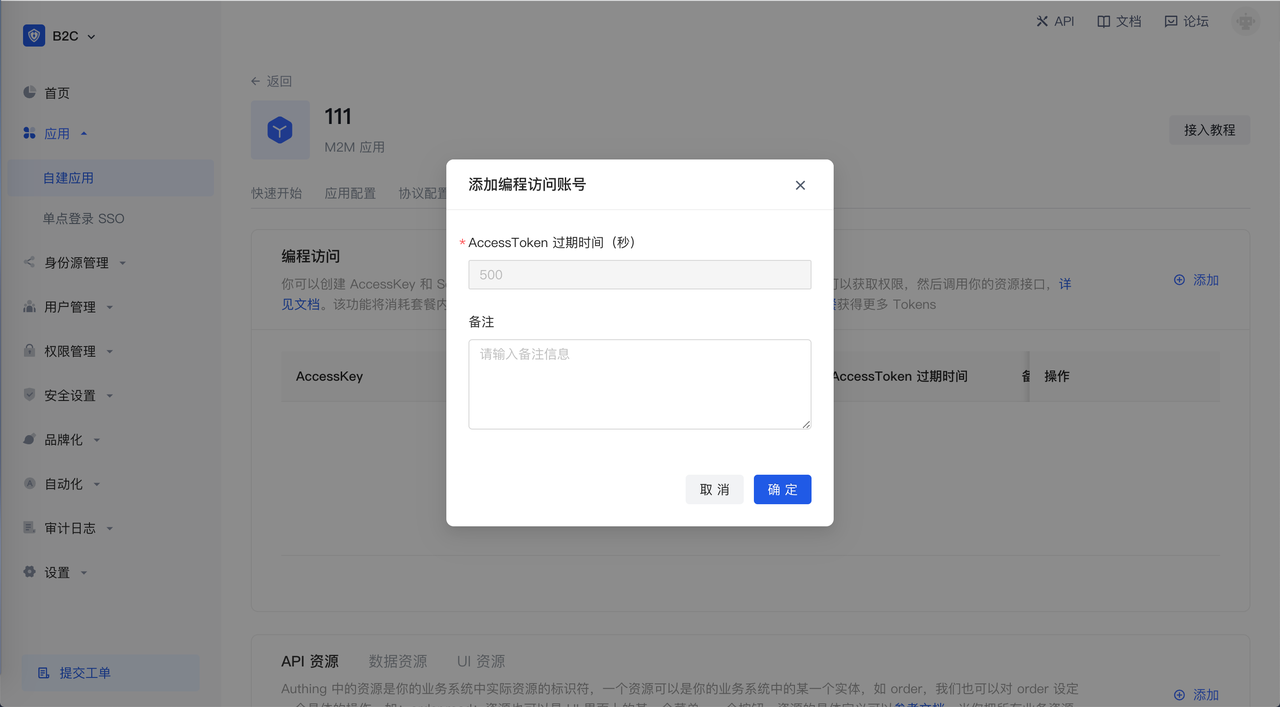 B2C
API
文档
论坛
首页
应用
自建应用
单点登录 SSO
身份源管理
用户管理
权限管理
安全设置
品牌化
自动化
审计日志
设置
提交工单
返回
111
M2M 应用
接入教程
快速开始
应用配置
协议配置
编程访问
你可以创建 AccessKey 和
可以获取权限，然后调用你的资源接口，详
见文档。该功能将消耗套餐内
获得更多 Tokens
添加
AccessKey
AccessToken 过期时间
操作
添加编程访问账号
* AccessToken 过期时间（秒）
500
备注
请输入备注信息
取 消
确 定
API 资源
数据资源
UI 资源
Authing 中的资源是你的业务系统中实际资源的标识符，一个资源可以是你的业务系统中的某一个实体，如 order，我们也可以对 order 设定
添加